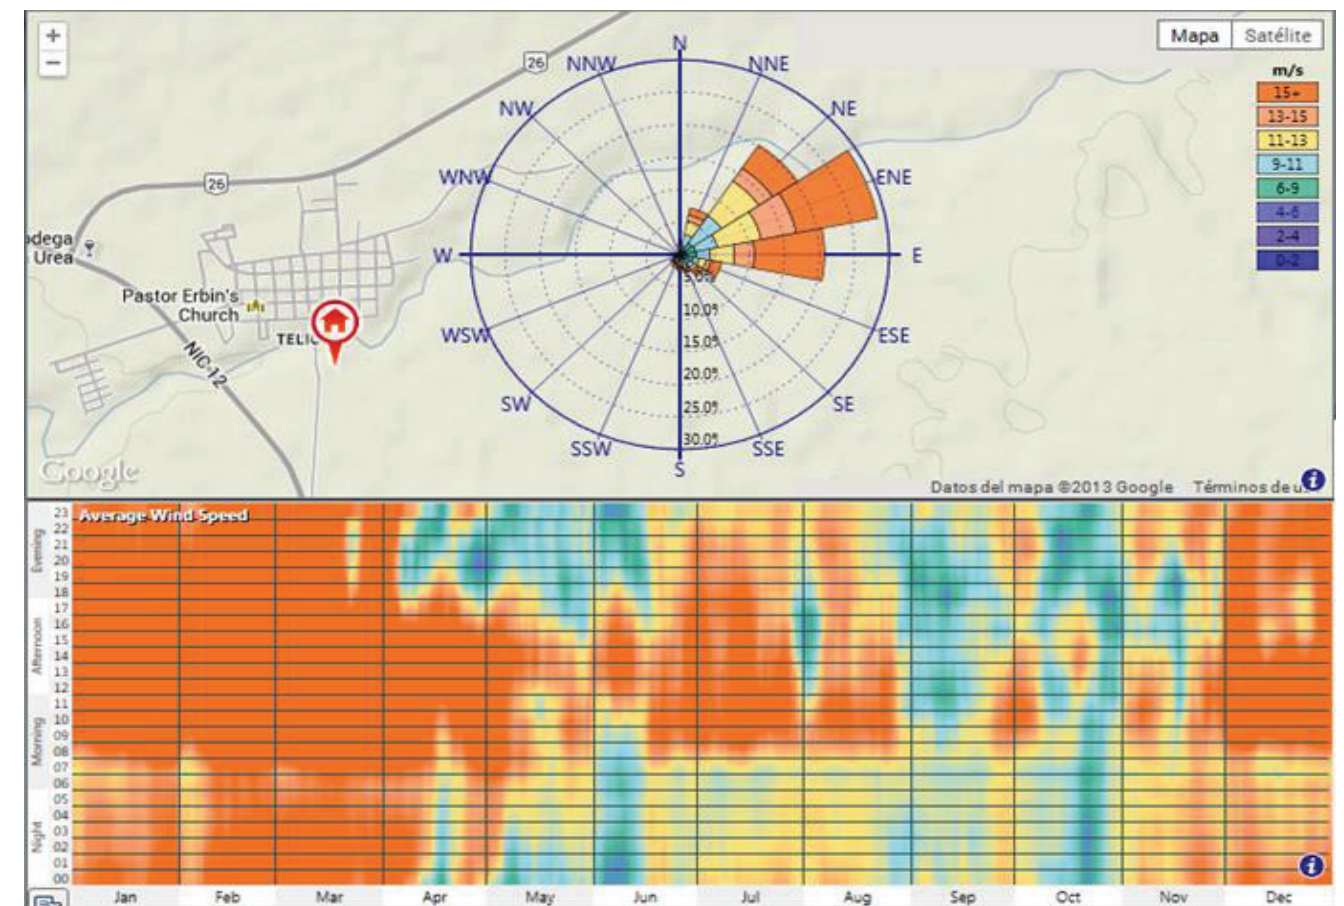 +
−
Mapa Satélite
m/s
15+
13-15
11-13
9-11
6-9
4-6
2-4
0-2
N
NNE
NE
ENE
E
ESE
SE
SSE
S
SSW
SW
WSW
W
WNW
NW
NNW
10.0%
15.0%
20.0%
25.0%
30.0%
26
26
Urea
Pastor Erbin's
Church
NIC-12
Google
Datos del mapa ©2013 Google Términos de u
i
Average Wind Speed
Evening
Afternoon
Morning
Night
23
22
21
20
19
18
17
16
15
14
13
12
11
10
09
08
07
06
05
04
03
02
01
00
i
Jan Feb Mar Apr May Jun Jul Aug Sep Oct Nov Dec